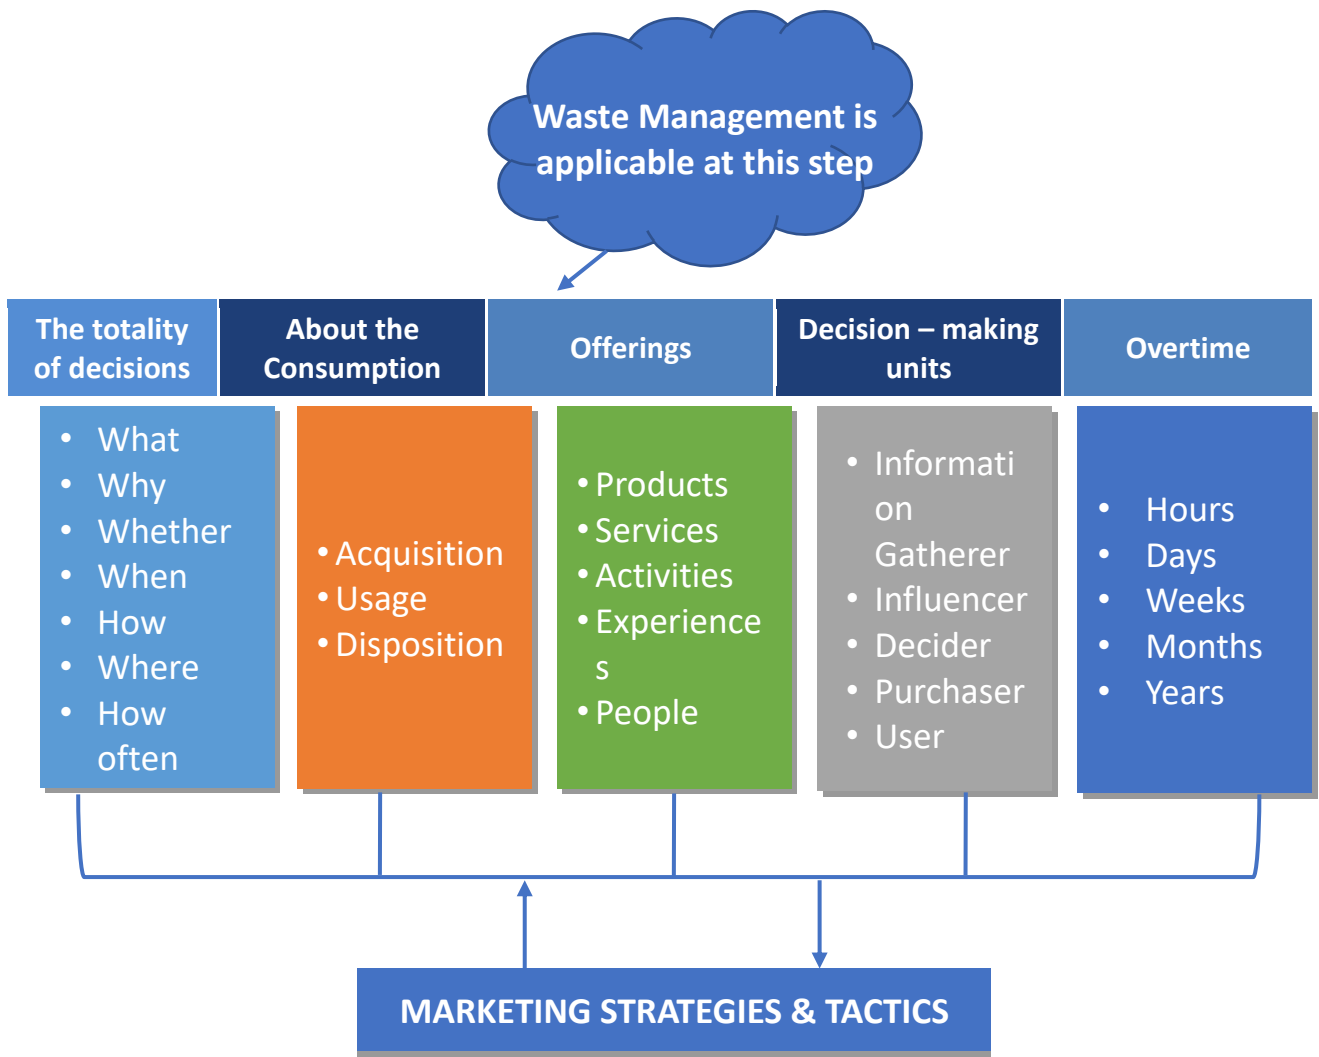 Waste Management is
applicable at this step
The totality
of decisions
About the
Consumption
Offerings
Decision – making
units
Overtime
• What
• Why
• Whether
• When
• How
• Where
• How
often
• Acquisition
• Usage
• Disposition
• Products
• Services
• Activities
• Experience
s
• People
• Informati
on
Gatherer
• Influencer
• Decider
• Purchaser
• User
• Hours
• Days
• Weeks
• Months
• Years
MARKETING STRATEGIES & TACTICS